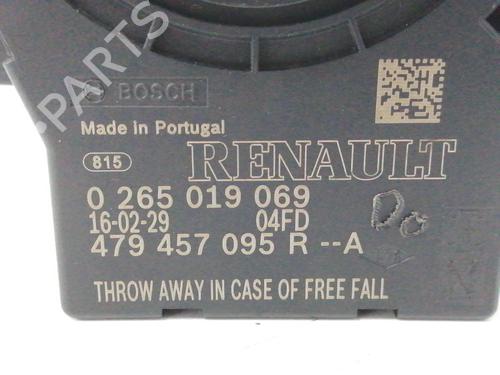 PARTS
BOSCH
Made in Portugal
815
RENAULT
0 265 019 069
16-02-29 04FD
479 457 095 R --A
THROW AWAY IN CASE OF FREE FALL